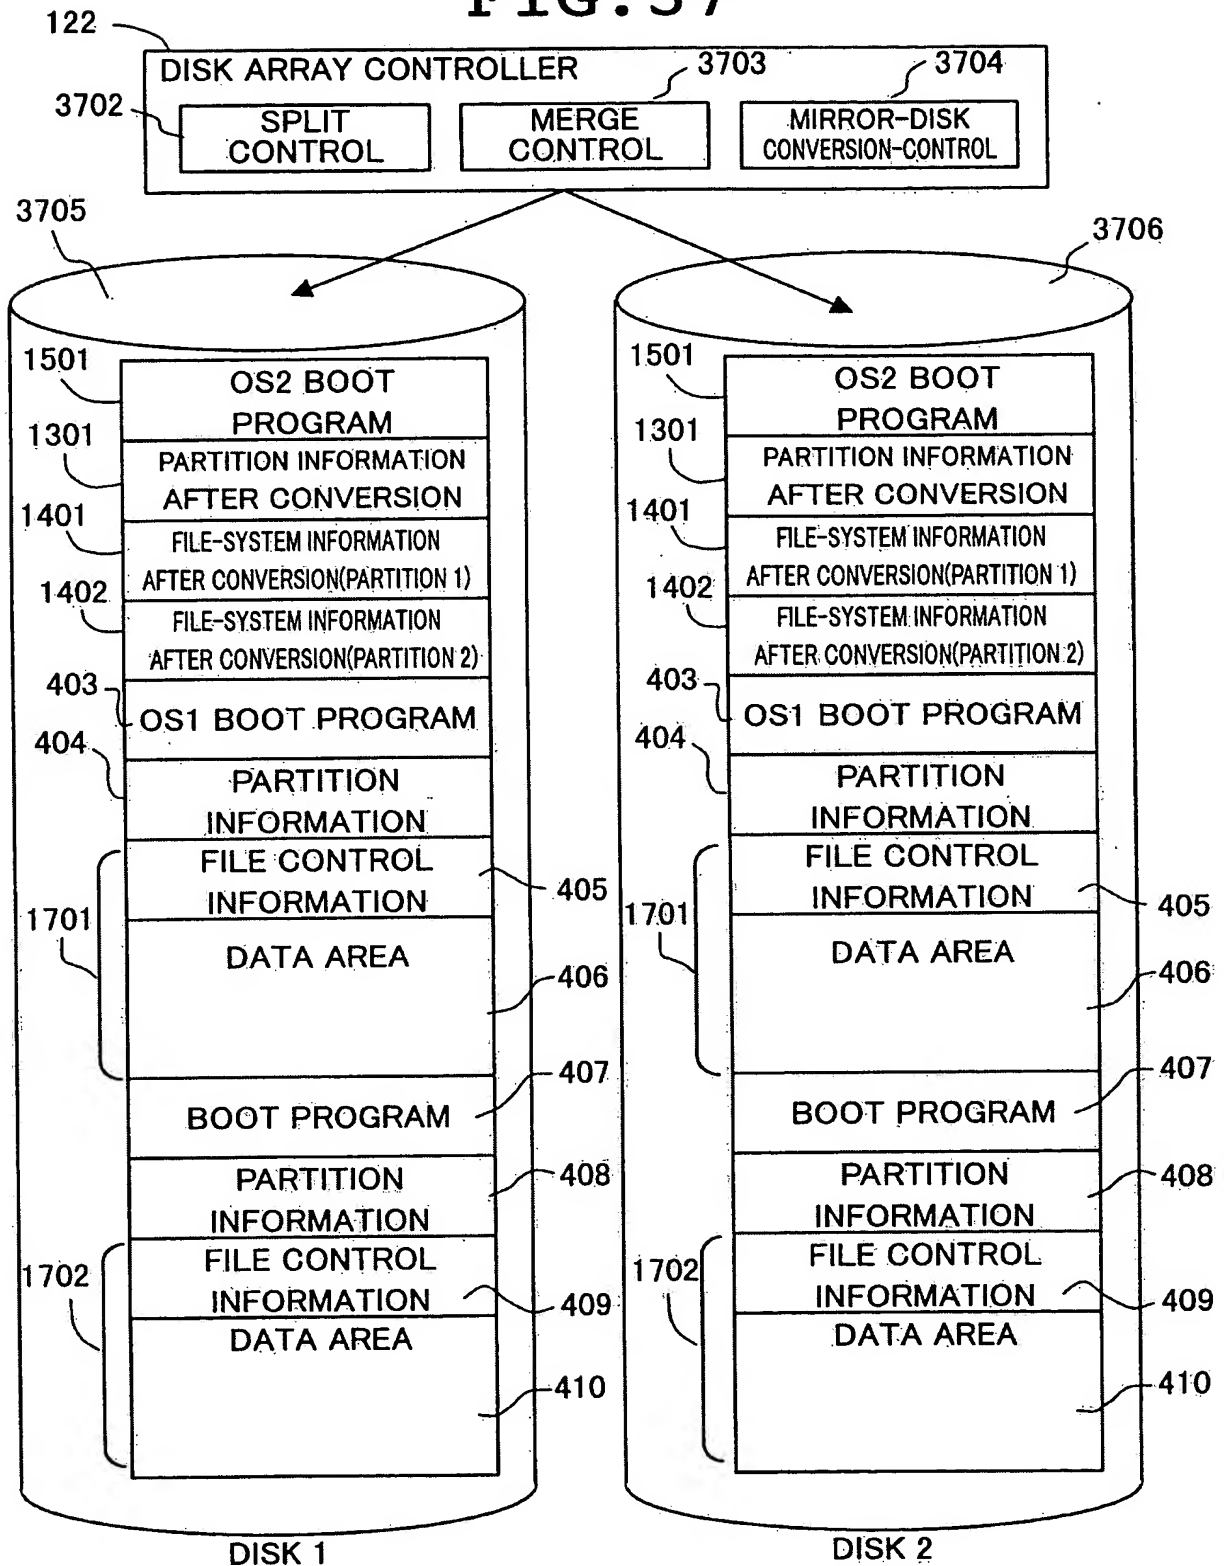 FIG.37
122
DISK ARRAY CONTROLLER
3703
3704
3702
SPLIT
CONTROL
MERGE
CONTROL
MIRROR-DISK
CONVERSION-CONTROL
3705
3706
1501
OS2 BOOT
PROGRAM
1301
PARTITION INFORMATION
AFTER CONVERSION
1401
FILE-SYSTEM INFORMATION
AFTER CONVERSION(PARTITION 1)
1402
FILE-SYSTEM INFORMATION
AFTER CONVERSION(PARTITION 2)
403
OS1 BOOT PROGRAM
404
PARTITION
INFORMATION
FILE CONTROL
INFORMATION
405
1701
DATA AREA
406
407
BOOT PROGRAM
PARTITION
INFORMATION
408
1702
FILE CONTROL
INFORMATION
409
DATA AREA
410
DISK 1
1501
OS2 BOOT
PROGRAM
1301
PARTITION INFORMATION
AFTER CONVERSION
1401
FILE-SYSTEM INFORMATION
AFTER CONVERSION(PARTITION 1)
1402
FILE-SYSTEM INFORMATION
AFTER CONVERSION(PARTITION 2)
403
OS1 BOOT PROGRAM
404
PARTITION
INFORMATION
FILE CONTROL
INFORMATION
405
1701
DATA AREA
406
407
BOOT PROGRAM
PARTITION
INFORMATION
408
1702
FILE CONTROL
INFORMATION
409
DATA AREA
410
DISK 2